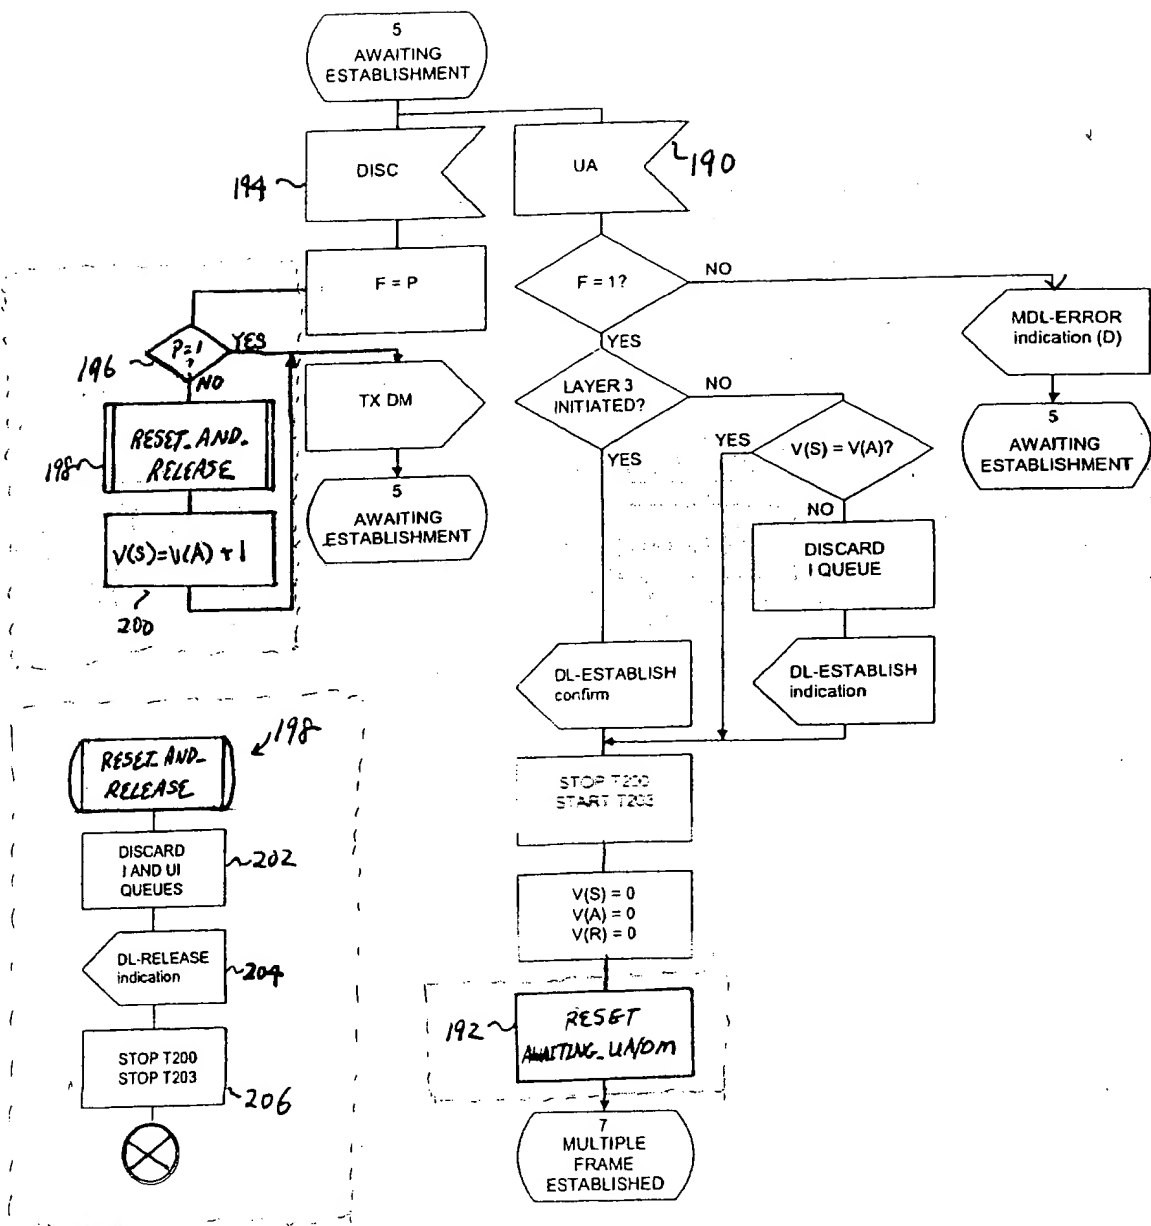 5
AWAITING
ESTABLISHMENT
DISC
194
UA
190
F = P
F = 1?
NO
YES
MDL-ERROR
indication (D)
5
AWAITING
ESTABLISHMENT
P=1
?
YES
NO
196
TX DM
LAYER 3
INITIATED?
NO
YES
V(S) = V(A)?
YES
NO
RESET_AND_
RELEASE
198
5
AWAITING
ESTABLISHMENT
V(S)=V(A) + 1
200
DISCARD
I QUEUE
DL-ESTABLISH
confirm
DL-ESTABLISH
indication
RESET_AND_
RELEASE
198
STOP T200
START T203
DISCARD
I AND UI
QUEUES
202
V(S) = 0
V(A) = 0
V(R) = 0
DL-RELEASE
indication
204
192
RESET
AWAITING_UA/DM
STOP T200
STOP T203
206
7
MULTIPLE
FRAME
ESTABLISHED